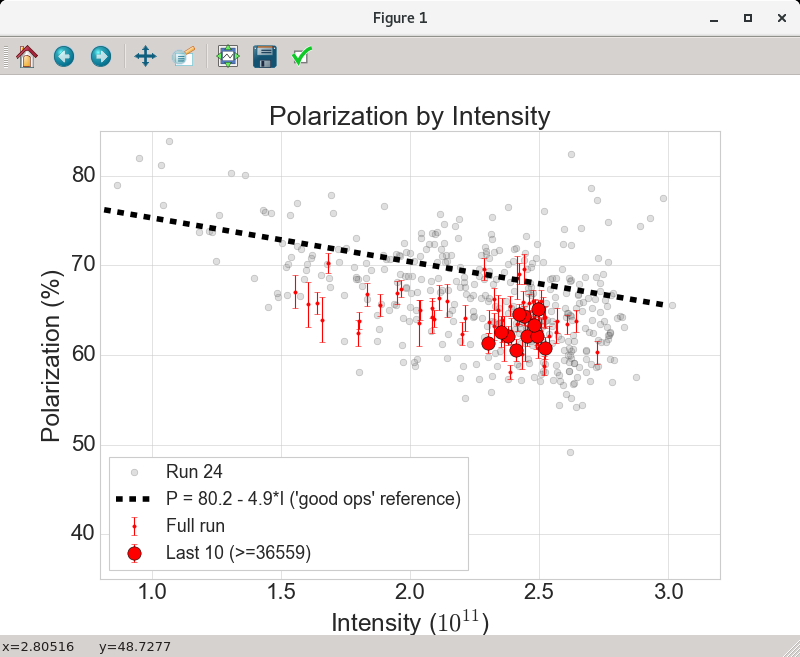 Figure 1
Polarization by Intensity
80
70
60
50
40
Polarization (%)
Run 24
P = 80.2 - 4.9*I ('good ops' reference)
Full run
Last 10 (>=36559)
1.0 1.5 2.0 2.5 3.0
Intensity (10¹¹)
x=2.80516 y=48.7277